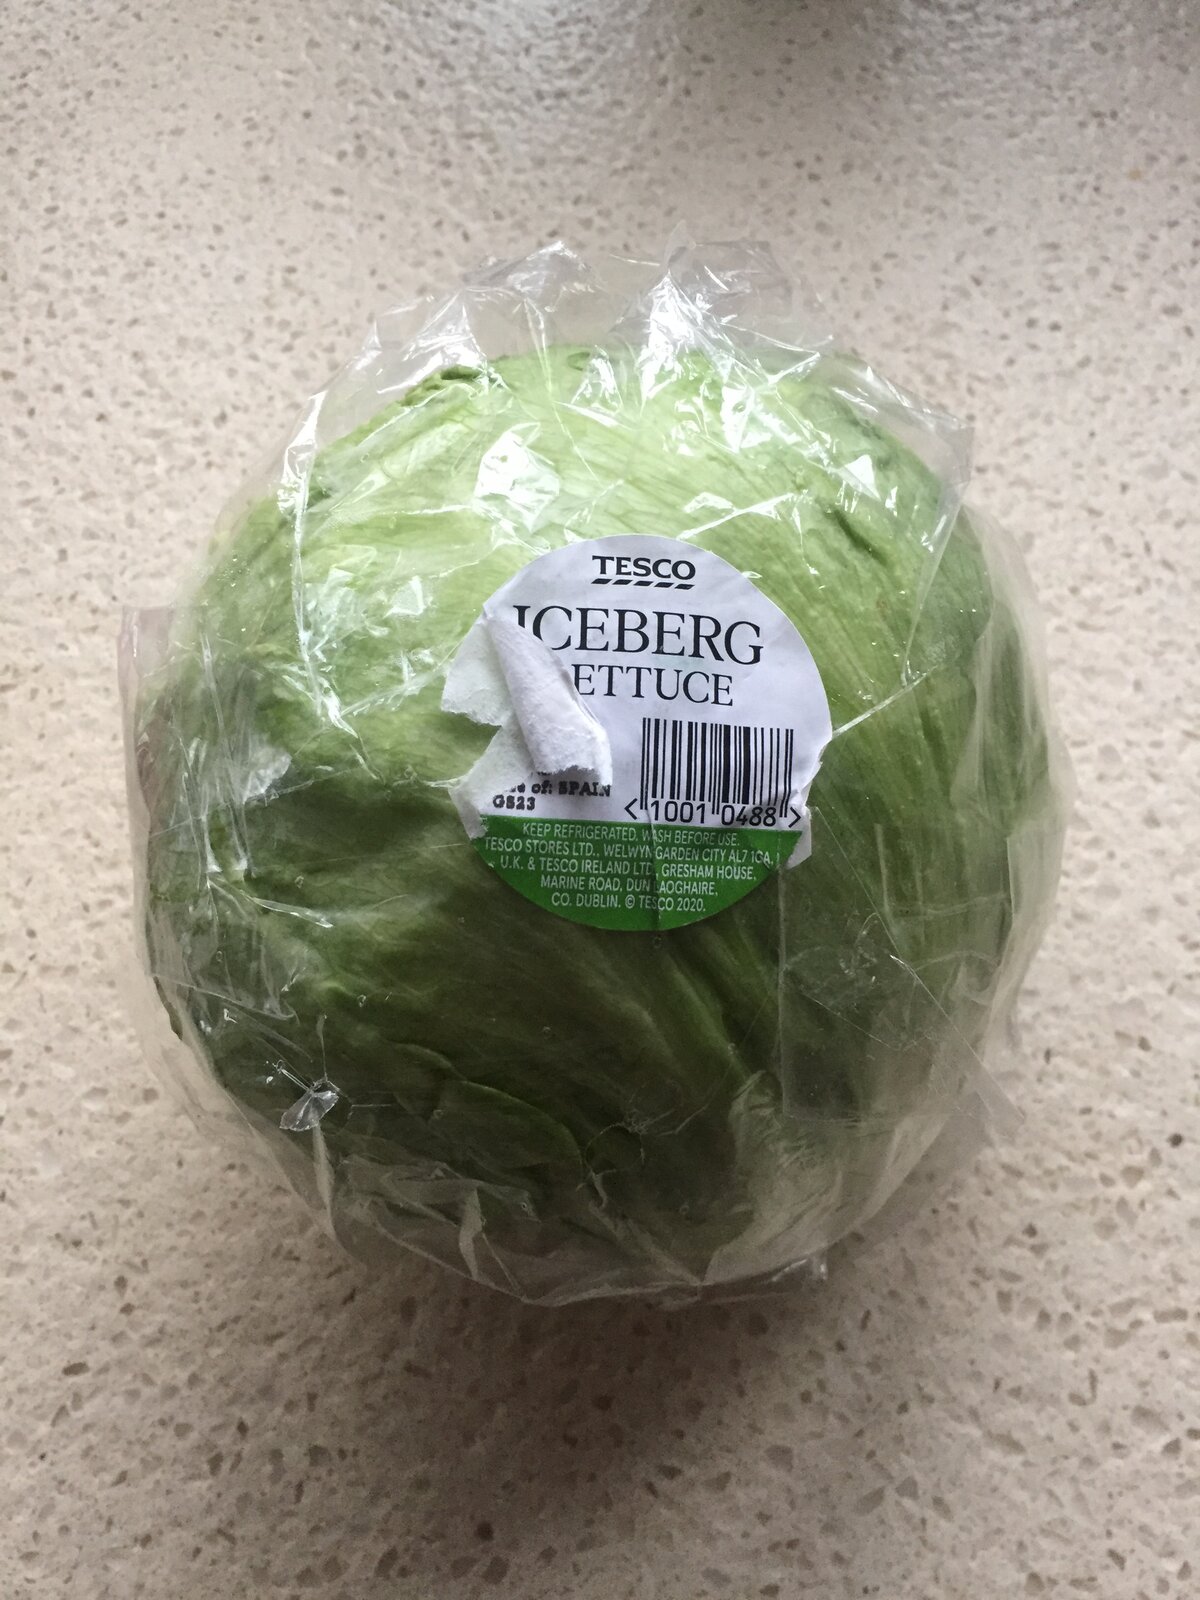 TESCO
ICEBERG
ETTUCE
of: SPAIN
GS23
<1001 0488>
KEEP REFRIGERATED. WASH BEFORE USE.
TESCO STORES LTD., WELWYN GARDEN CITY AL7 1GA,
U.K. & TESCO IRELAND LTD, GRESHAM HOUSE,
MARINE ROAD, DUN LAOGHAIRE,
CO. DUBLIN. © TESCO 2020.